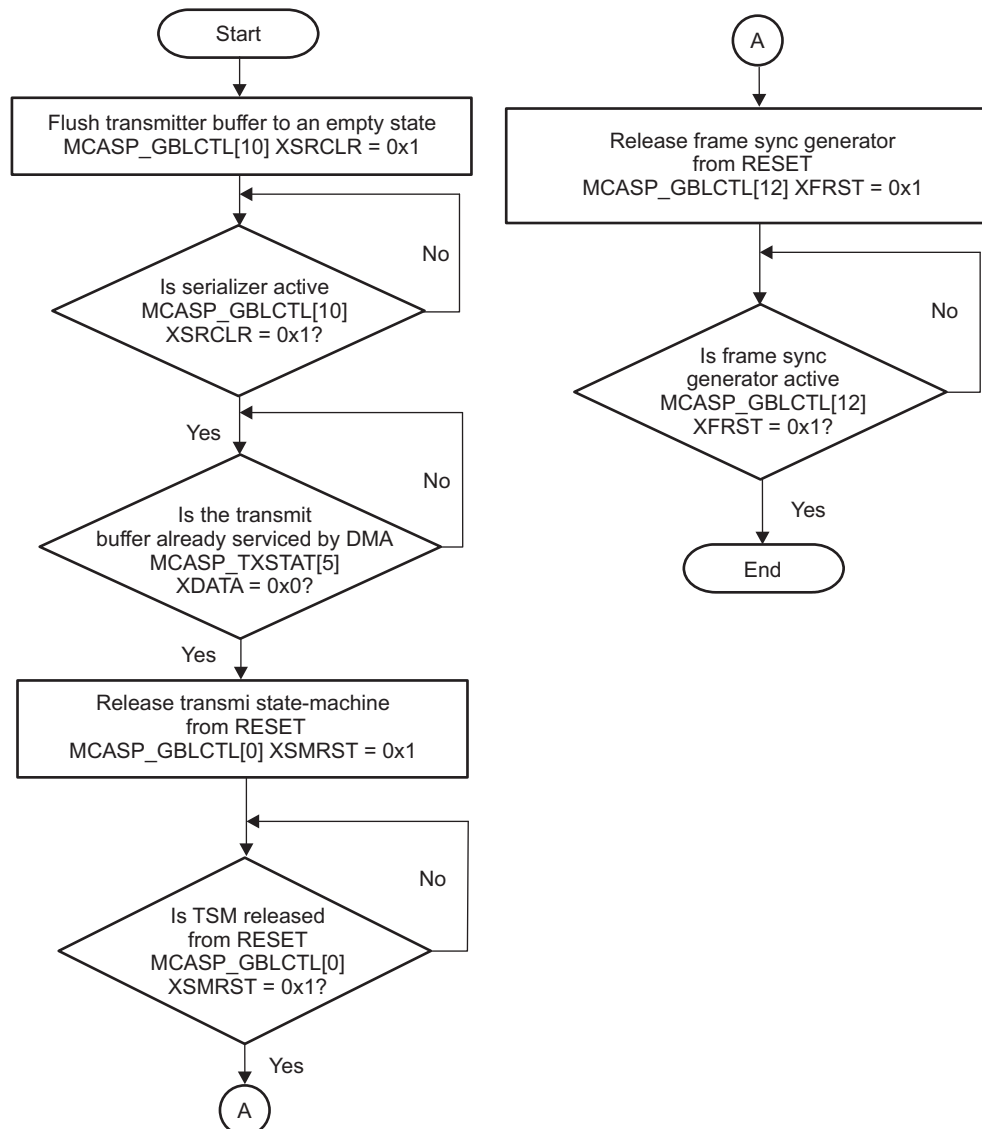 Start
Flush transmitter buffer to an empty state
MCASP_GBLCTL[10] XSRCLR = 0x1
No
Is serializer active
MCASP_GBLCTL[10]
XSRCLR = 0x1?
Yes
No
Is the transmit
buffer already serviced by DMA
MCASP_TXSTAT[5]
XDATA = 0x0?
Yes
Release transmi state-machine
from RESET
MCASP_GBLCTL[0] XSMRST = 0x1
No
Is TSM released
from RESET
MCASP_GBLCTL[0]
XSMRST = 0x1?
Yes
A
A
Release frame sync generator
from RESET
MCASP_GBLCTL[12] XFRST = 0x1
No
Is frame sync
generator active
MCASP_GBLCTL[12]
XFRST = 0x1?
Yes
End